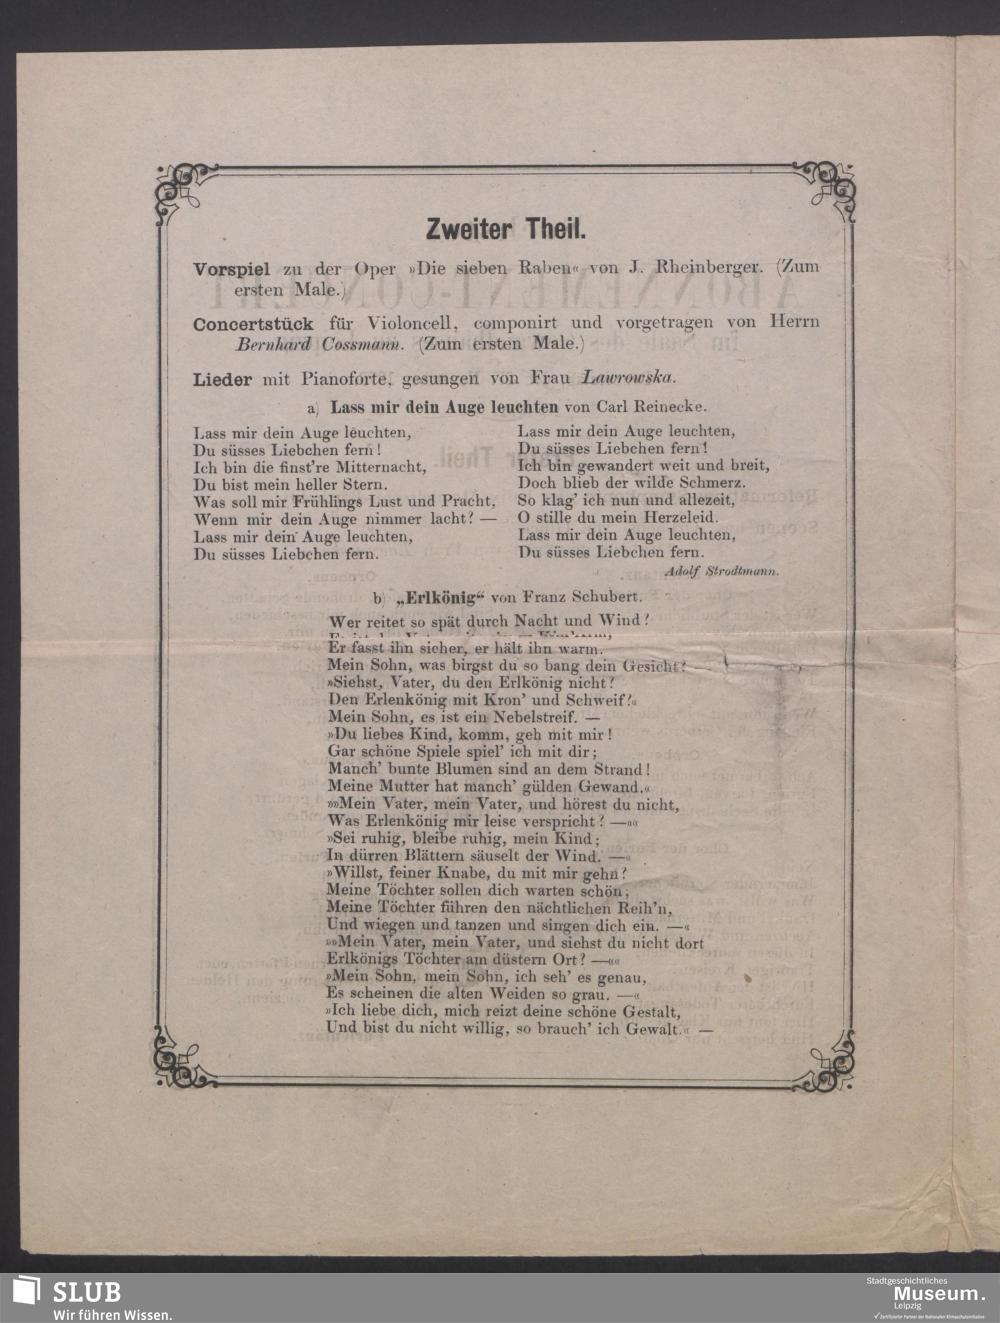 Zweiter Theil.
Vorspiel zu der Oper »Die sieben Raben« von J. Rheinberger. (Zum
ersten Male.)
Concertstück für Violoncell, componirt und vorgetragen von Herrn
Bernhard Cossmann. (Zum ersten Male.)
Lieder mit Pianoforte, gesungen von Frau Lawrowska.
a) Lass mir dein Auge leuchten von Carl Reinecke.
Lass mir dein Auge leuchten,
Du süsses Liebchen fern!
Ich bin die finst're Mitternacht,
Du bist mein heller Stern.
Was soll mir Frühlings Lust und Pracht,
Wenn mir dein Auge nimmer lacht? —
Lass mir dein Auge leuchten,
Du süsses Liebchen fern.
Lass mir dein Auge leuchten,
Du süsses Liebchen fern!
Ich bin gewandert weit und breit,
Doch blieb der wilde Schmerz.
So klag' ich nun und allezeit,
O stille du mein Herzeleid.
Lass mir dein Auge leuchten,
Du süsses Liebchen fern.
Adolf Strodtmann.
b) „Erlkönig“ von Franz Schubert.
Wer reitet so spät durch Nacht und Wind?
Er fasst ihn sicher, er hält ihn warm.
Mein Sohn, was birgst du so bang dein Gesicht? —
»Siehst, Vater, du den Erlkönig nicht?
Den Erlenkönig mit Kron' und Schweif?«
Mein Sohn, es ist ein Nebelstreif. —
»Du liebes Kind, komm, geh mit mir!
Gar schöne Spiele spiel' ich mit dir;
Manch' bunte Blumen sind an dem Strand!
Meine Mutter hat manch' gülden Gewand.«
»»Mein Vater, mein Vater, und hörest du nicht,
Was Erlenkönig mir leise verspricht? —««
»Sei ruhig, bleibe ruhig, mein Kind;
In dürren Blättern säuselt der Wind. —«
»Willst, feiner Knabe, du mit mir gehn?
Meine Töchter sollen dich warten schön;
Meine Töchter führen den nächtlichen Reih'n,
Und wiegen und tanzen und singen dich ein. —«
»»Mein Vater, mein Vater, und siehst du nicht dort
Erlkönigs Töchter am düstern Ort? —««
»Mein Sohn, mein Sohn, ich seh' es genau,
Es scheinen die alten Weiden so grau. —«
»Ich liebe dich, mich reizt deine schöne Gestalt,
Und bist du nicht willig, so brauch' ich Gewalt.« —
SLUB
Wir führen Wissen.
Stadtgeschichtliches
Museum.
Leipzig
Zertifizierter Partner der Nationalen Klimaschutzinitiative